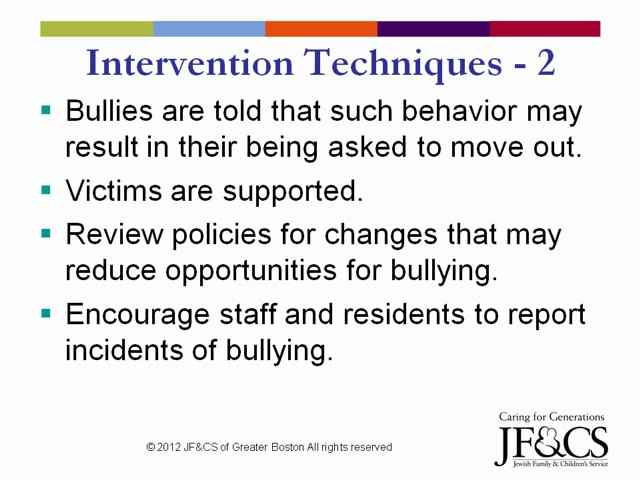 Intervention Techniques - 2
Bullies are told that such behavior may
result in their being asked to move out.
Victims are supported.
Review policies for changes that may
reduce opportunities for bullying.
Encourage staff and residents to report
incidents of bullying.
© 2012 JF&CS of Greater Boston All rights reserved
Caring for Generations
JF&CS
Jewish Family & Children's Service